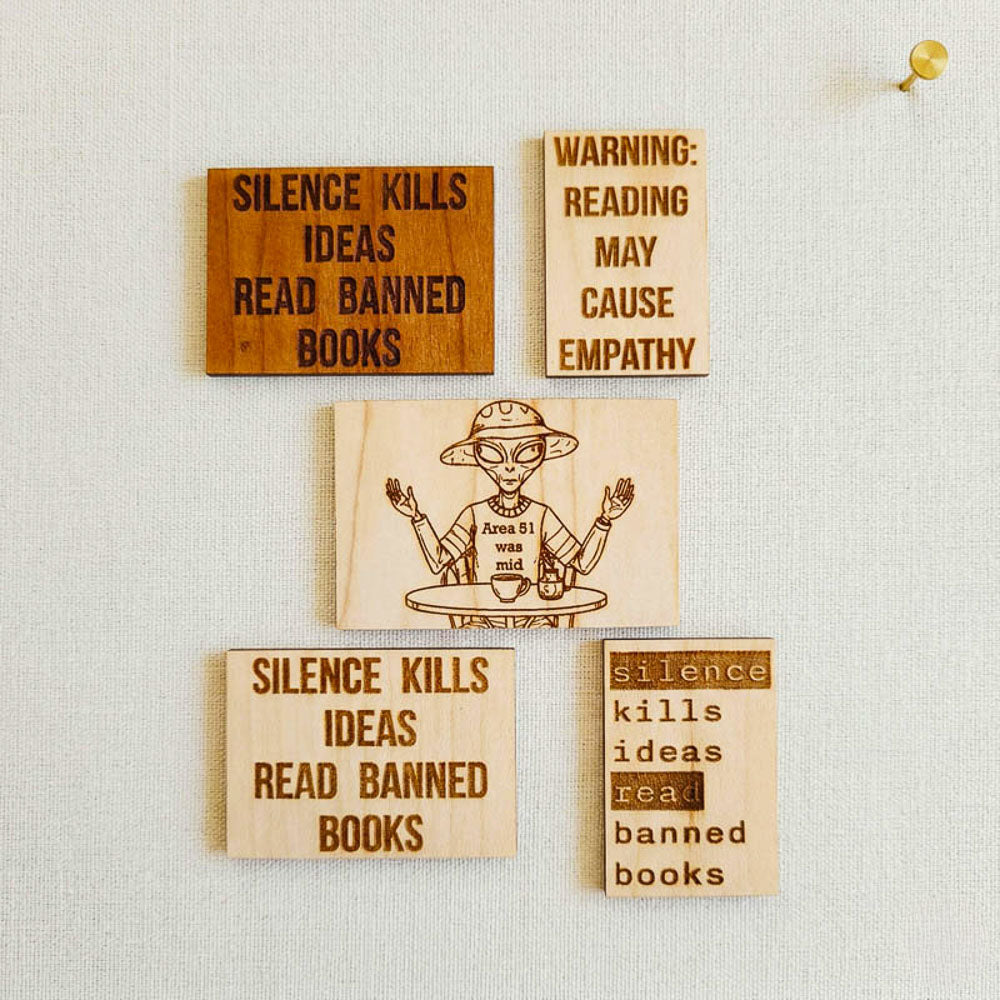 SILENCE KILLS
IDEAS
READ BANNED
BOOKS
WARNING:
READING
MAY
CAUSE
EMPATHY
Area 51
was
mid
SILENCE KILLS
IDEAS
READ BANNED
BOOKS
silence
kills
ideas
read
banned
books